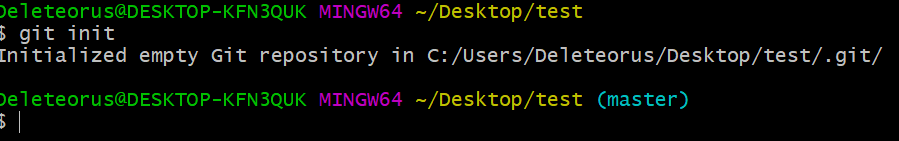 Deleteorus@DESKTOP-KFN3QUK MINGW64 ~/Desktop/test
$ git init
Initialized empty Git repository in C:/Users/Deleteorus/Desktop/test/.git/
Deleteorus@DESKTOP-KFN3QUK MINGW64 ~/Desktop/test (master)
$